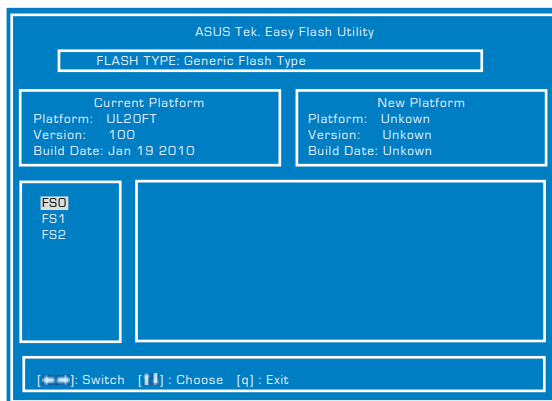 ASUS Tek. Easy Flash Utility
FLASH TYPE: Generic Flash Type
Current Platform
Platform: UL20FT
Version: 100
Build Date: Jan 19 2010
New Platform
Platform: Unkown
Version: Unkown
Build Date: Unkown
FS0
FS1
FS2
[←→]: Switch [↑↓] : Choose [q] : Exit